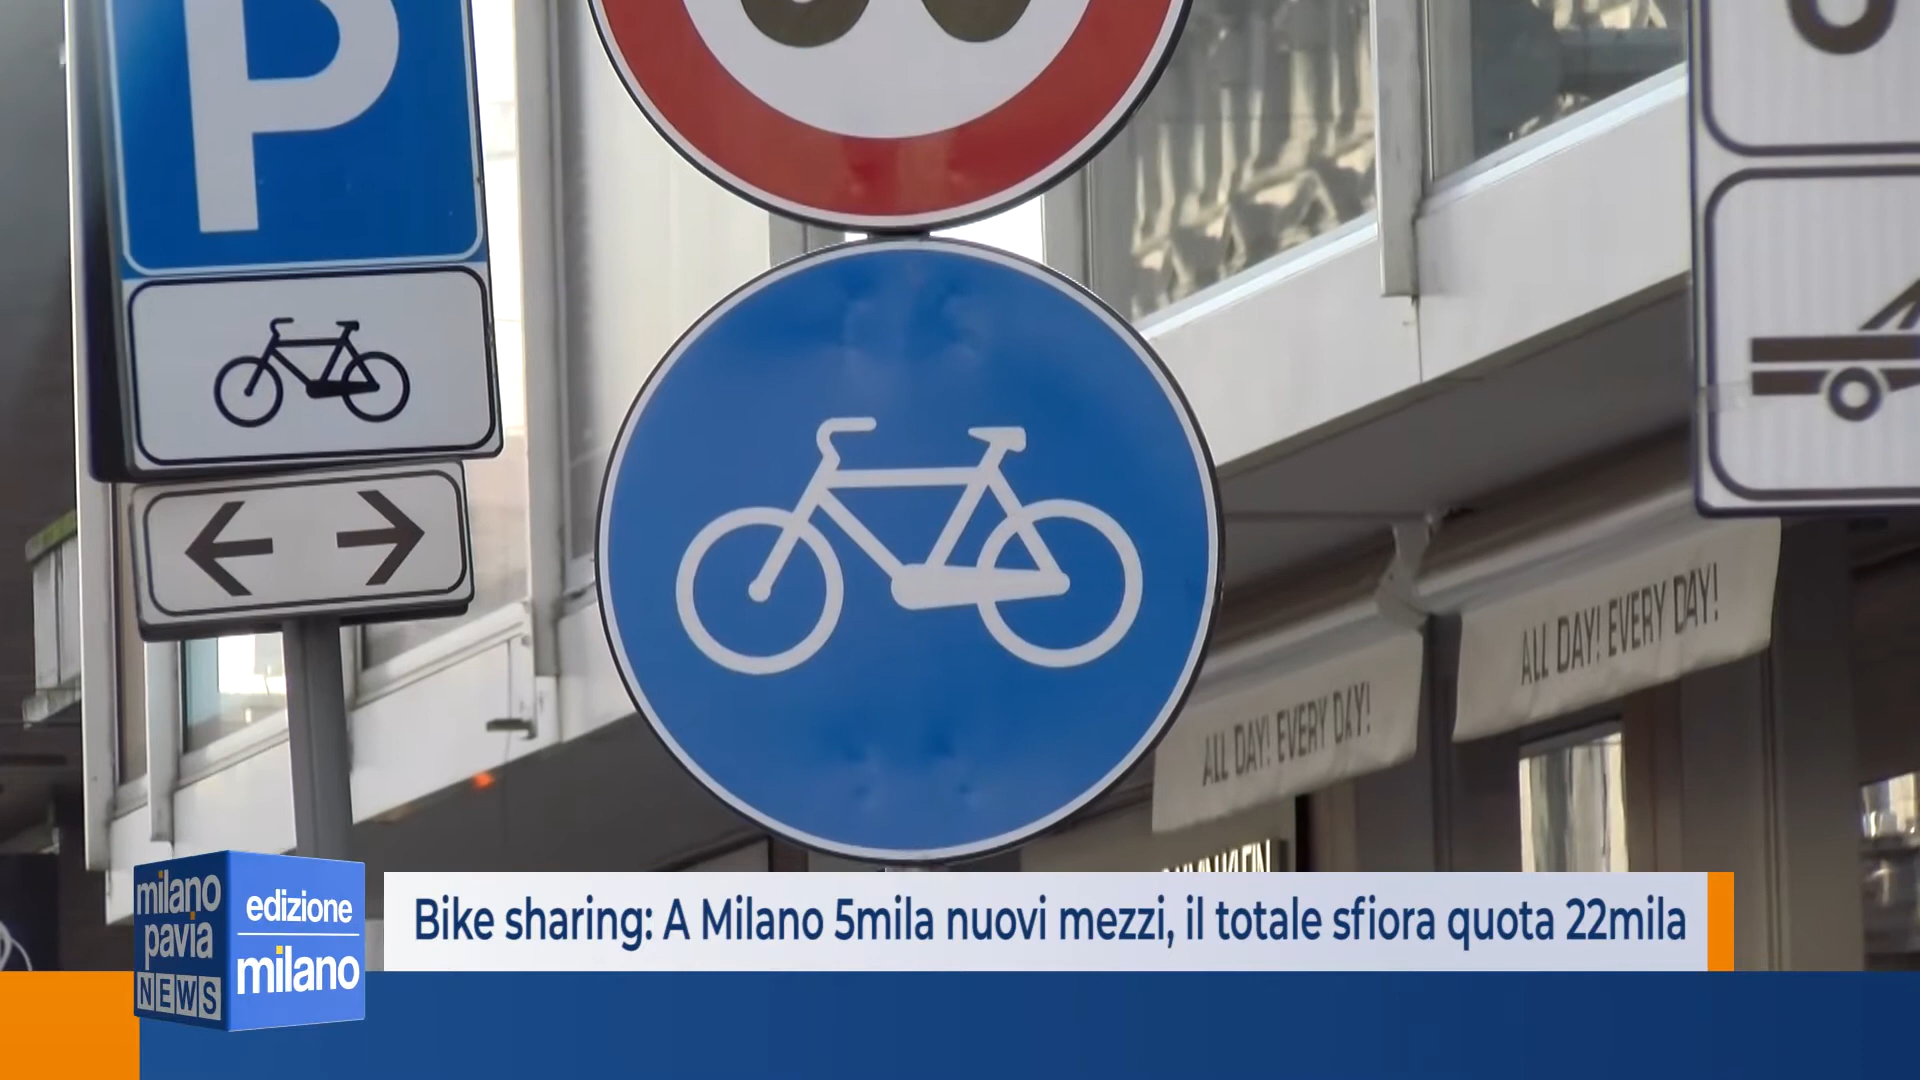 P
ALL DAY! EVERY DAY!
ALL DAY! EVERY DAY!
milano
pavia
NEWS
edizione
milano
Bike sharing: A Milano 5mila nuovi mezzi, il totale sfiora quota 22mila